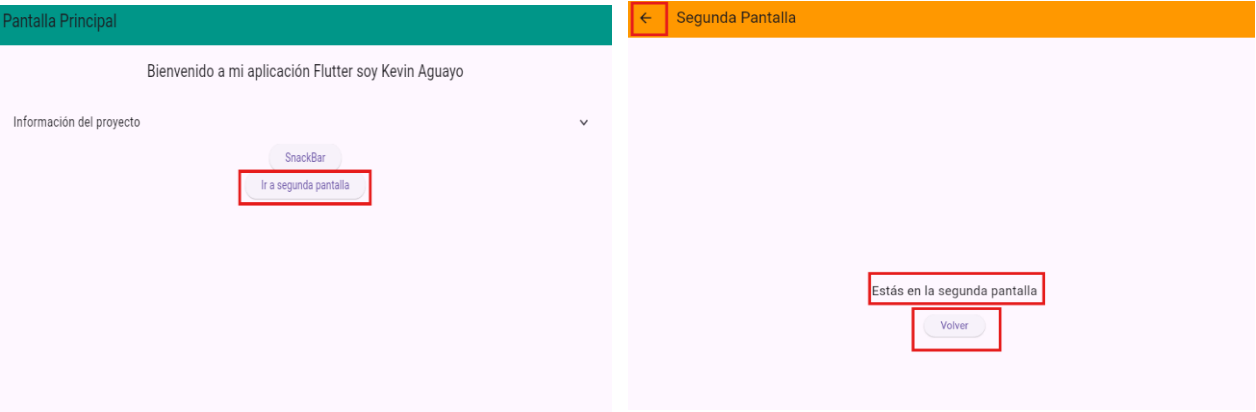 Pantalla Principal
Bienvenido a mi aplicación Flutter soy Kevin Aguayo
Información del proyecto
SnackBar
Ir a segunda pantalla
Segunda Pantalla
Estás en la segunda pantalla
Volver